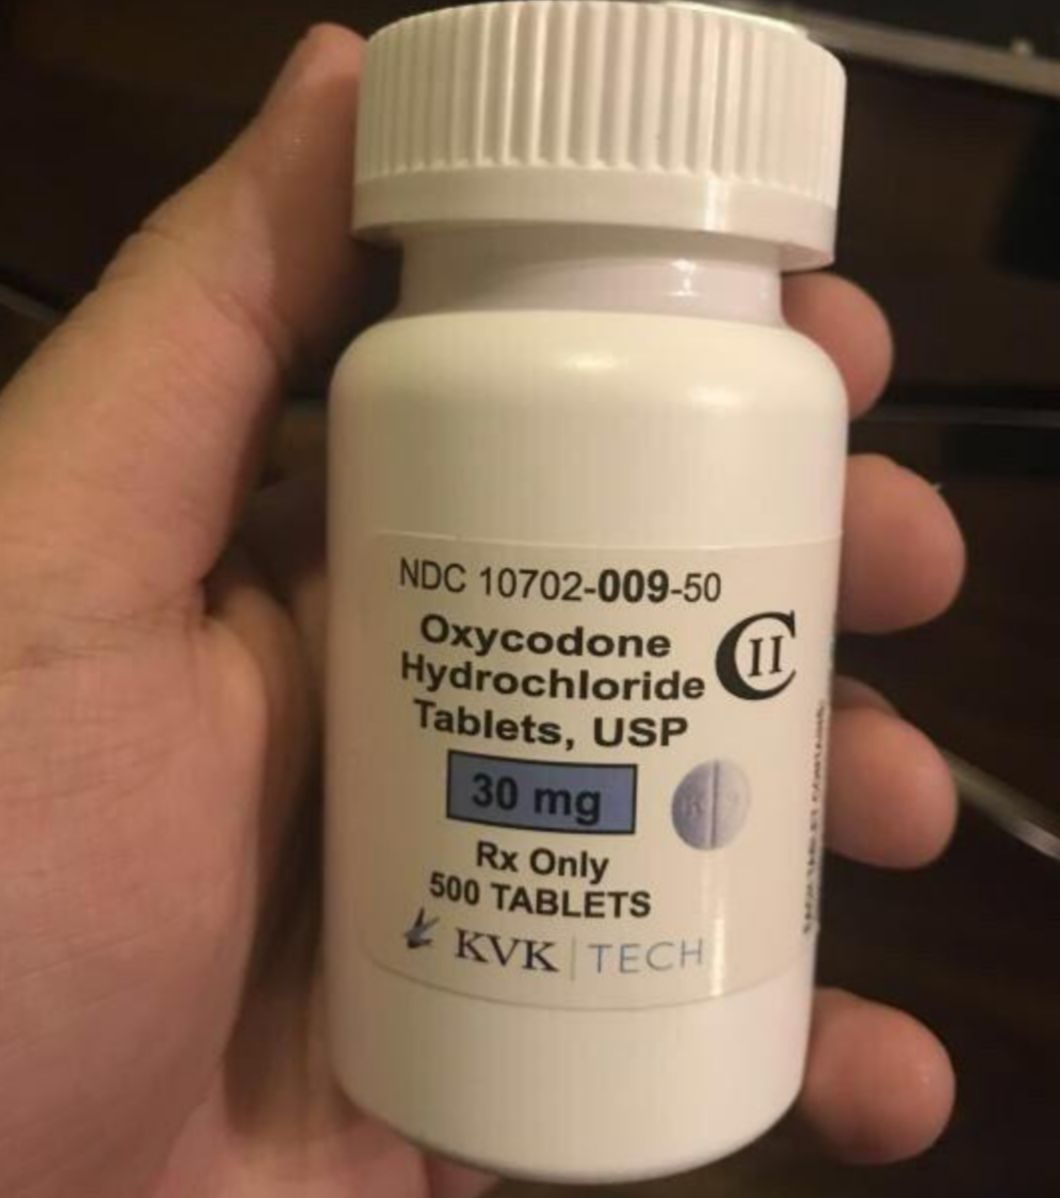 NDC 10702-009-50
Oxycodone
Hydrochloride
CII
Tablets, USP
30 mg
Rx Only
500 TABLETS
KVK | TECH